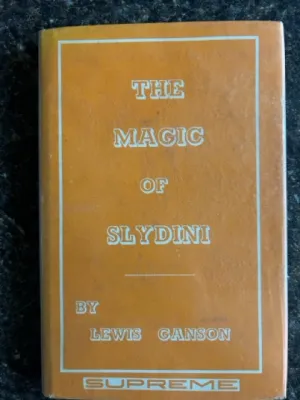 THE
MAGIC
OF
SLYDINI
BY
LEWIS GANSON
SUPREME